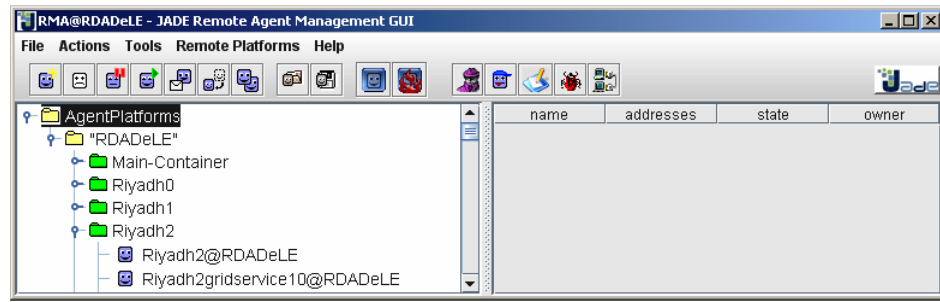 RMA@RDADeLE - JADE Remote Agent Management GUI
File Actions Tools Remote Platforms Help
Jade
AgentPlatforms
"RDADeLE"
Main-Container
Riyadh0
Riyadh1
Riyadh2
Riyadh2@RDADeLE
Riyadh2gridservice10@RDADeLE
name addresses state owner